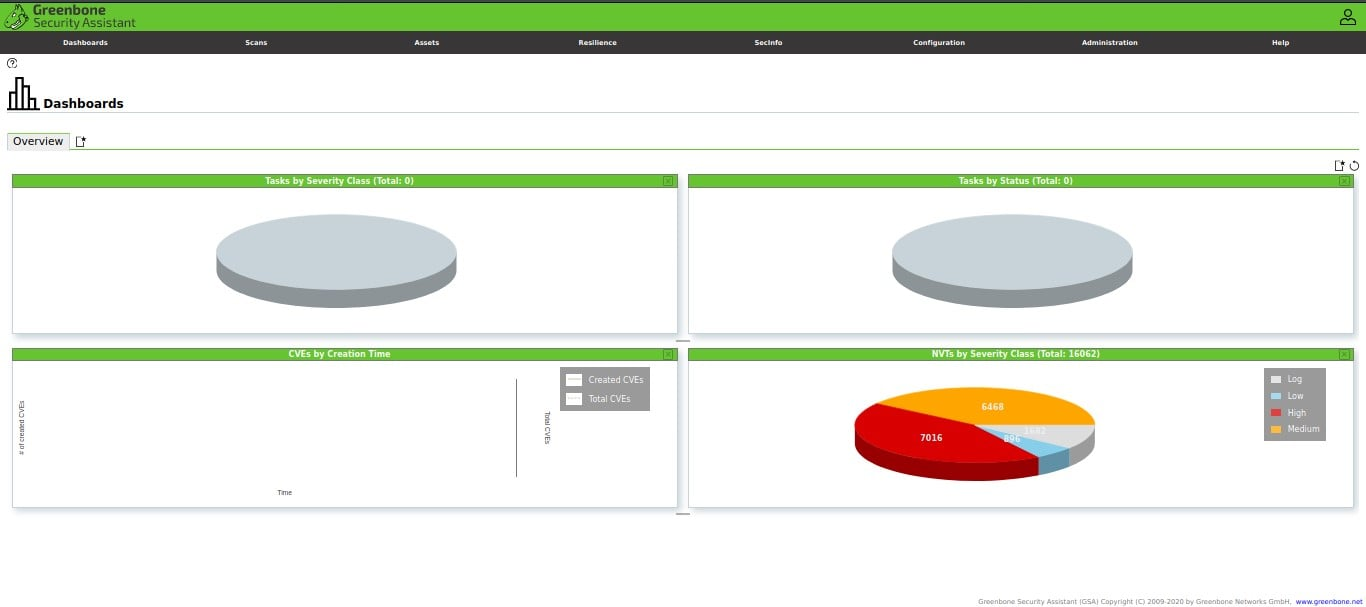 Greenbone
Security Assistant
Dashboards Scans Assets Resilience SecInfo Configuration Administration Help
Dashboards
Overview
Tasks by Severity Class (Total: 0)
Tasks by Status (Total: 0)
CVEs by Creation Time
# of created CVEs
Time
Total CVEs
Created CVEs
Total CVEs
NVTs by Severity Class (Total: 16062)
6468
1682
896
7016
Log
Low
High
Medium
Greenbone Security Assistant (GSA) Copyright (C) 2009-2020 by Greenbone Networks GmbH, www.greenbone.net